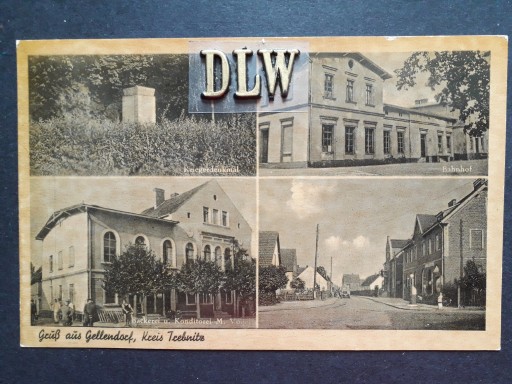 DLW
Kriegerdenkmal
Bahnhof
Bäckerei u. Konditorei M.
Gruß aus Gellendorf, Kreis Trebnitz